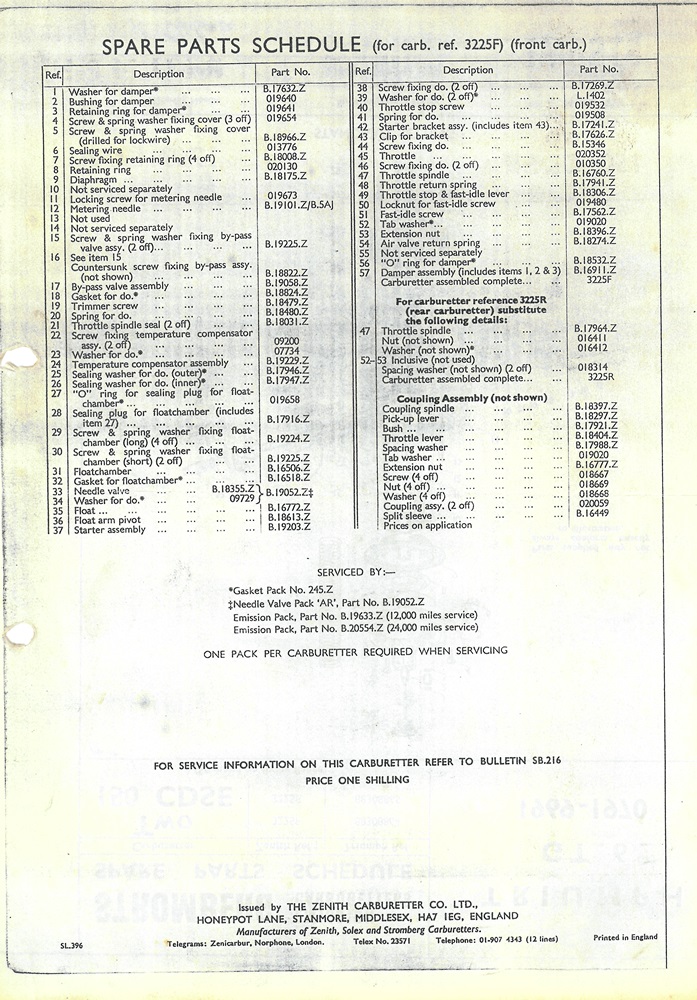 SPARE PARTS SCHEDULE (for carb. ref. 3225F) (front carb.)
Ref. Description Part No.
1 Washer for damper* ... ... ... B.17632.Z
2 Bushing for damper ... ... ... 019640
3 Retaining ring for damper* ... ... 019641
4 Screw & spring washer fixing cover (3 off) 019654
5 Screw & spring washer fixing cover
(drilled for lockwire) ... ... ... B.18966.Z
6 Sealing wire ... ... ... ... 013776
7 Screw fixing retaining ring (4 off) ... B.18008.Z
8 Retaining ring ... ... ... ... 020130
9 Diaphragm ... ... ... ... ... B.18175.Z
10 Not serviced separately
11 Locking screw for metering needle ... 019673
12 Metering needle ... ... ... B.19101.Z/B.5AJ
13 Not used
14 Not serviced separately
15 Screw & spring washer fixing by-pass
valve assy. (2 off)... ... ... ... B.19225.Z
16 See item 15
Countersunk screw fixing by-pass assy.
(not shown) ... ... ... ... B.18822.Z
17 By-pass valve assembly ... ... ... B.19058.Z
18 Gasket for do.* ... ... ... ... B.18824.Z
19 Trimmer screw ... ... ... ... B.18479.Z
20 Spring for do. ... ... ... ... B.18480.Z
21 Throttle spindle seal (2 off) ... ... B.18031.Z
22 Screw fixing temperature compensator
assy. (2 off) ... ... ... ... 09200
23 Washer for do.* ... ... ... ... 07734
24 Temperature compensator assembly ... B.19229.Z
25 Sealing washer for do. (outer)* ... ... B.17946.Z
26 Sealing washer for do. (inner)* ... ... B.17947.Z
27 "O" ring for sealing plug for float-
chamber* ... ... ... ... 019658
28 Sealing plug for floatchamber (includes
item 27) ... ... ... ... ... B.17916.Z
29 Screw & spring washer fixing float-
chamber (long) (4 off) ... ... ... B.19224.Z
30 Screw & spring washer fixing float-
chamber (short) (2 off) ... ... ... B.19225.Z
31 Floatchamber ... ... ... ... B.16506.Z
32 Gasket for floatchamber* ... ... ... B.16518.Z
33 Needle valve ... ... B.18355.Z
34 Washer for do.* ... ... 09729 } B.19052.Z‡
35 Float ... ... ... ... ... B.16772.Z
36 Float arm pivot ... ... ... ... B.18613.Z
37 Starter assembly ... ... ... ... B.19203.Z
Ref. Description Part No.
38 Screw fixing do. (2 off) ... ... ... B.17269.Z
39 Washer for do. (2 off)* ... ... ... L.1402
40 Throttle stop screw ... ... ... 019532
41 Spring for do. ... ... ... ... 019508
42 Starter bracket assy. (includes item 43)... B.17241.Z
43 Clip for bracket ... ... ... ... B.17626.Z
44 Screw fixing do. ... ... ... ... B.15346
45 Throttle ... ... ... ... ... 020352
46 Screw fixing do. (2 off) ... ... ... 010350
47 Throttle spindle ... ... ... ... B.16760.Z
48 Throttle return spring ... ... ... B.17941.Z
49 Throttle stop & fast-idle lever ... ... B.18306.Z
50 Locknut for fast-idle screw ... ... 019480
51 Fast-idle screw ... ... ... ... B.17562.Z
52 Tab washer*... ... ... ... ... 019020
53 Extension nut ... ... ... ... B.18396.Z
54 Air valve return spring ... ... ... B.18274.Z
55 Not serviced separately
56 "O" ring for damper* ... ... ... B.18532.Z
57 Damper assembly (includes items 1, 2 & 3) B.16911.Z
Carburetter assembled complete... ... 3225F
For carburetter reference 3225R
(rear carburetter) substitute
the following details:
47 Throttle spindle ... ... ... ... B.17964.Z
Nut (not shown) ... ... ... ... 016411
Washer (not shown)* ... ... ... 016412
52–53 Inclusive (not used)
Spacing washer (not shown) (2 off) ... 018314
Carburetter assembled complete... ... 3225R
Coupling Assembly (not shown)
Coupling spindle ... ... ... ... B.18397.Z
Pick-up lever ... ... ... ... B.18297.Z
Bush ... ... ... ... ... B.17921.Z
Throttle lever ... ... ... ... B.18404.Z
Spacing washer ... ... ... ... B.17988.Z
Tab washer ... ... ... ... 019020
Extension nut ... ... ... ... B.16777.Z
Screw (4 off) ... ... ... ... 018667
Nut (4 off) ... ... ... ... 018669
Washer (4 off) ... ... ... ... 018668
Coupling assy. (2 off) ... ... ... 020059
Split sleeve ... ... ... ... ... B.16449
Prices on application
SERVICED BY:—
*Gasket Pack No. 245.Z
‡Needle Valve Pack 'AR', Part No. B.19052.Z
Emission Pack, Part No. B.19633.Z (12,000 miles service)
Emission Pack, Part No. B.20554.Z (24,000 miles service)
ONE PACK PER CARBURETTER REQUIRED WHEN SERVICING
FOR SERVICE INFORMATION ON THIS CARBURETTER REFER TO BULLETIN SB.216
PRICE ONE SHILLING
Issued by THE ZENITH CARBURETTER CO. LTD.,
HONEYPOT LANE, STANMORE, MIDDLESEX, HA7 1EG, ENGLAND
Manufacturers of Zenith, Solex and Stromberg Carburetters.
SL.396 Telegrams: Zenicarbur, Norphone, London. Telex No. 23571 Telephone: 01-907 4343 (12 lines) Printed in England